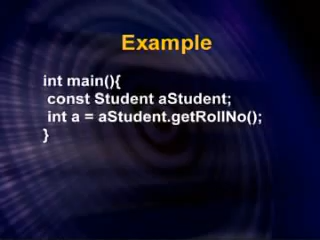 Example
int main(){
const Student aStudent;
int a = aStudent.getRollNo();
}